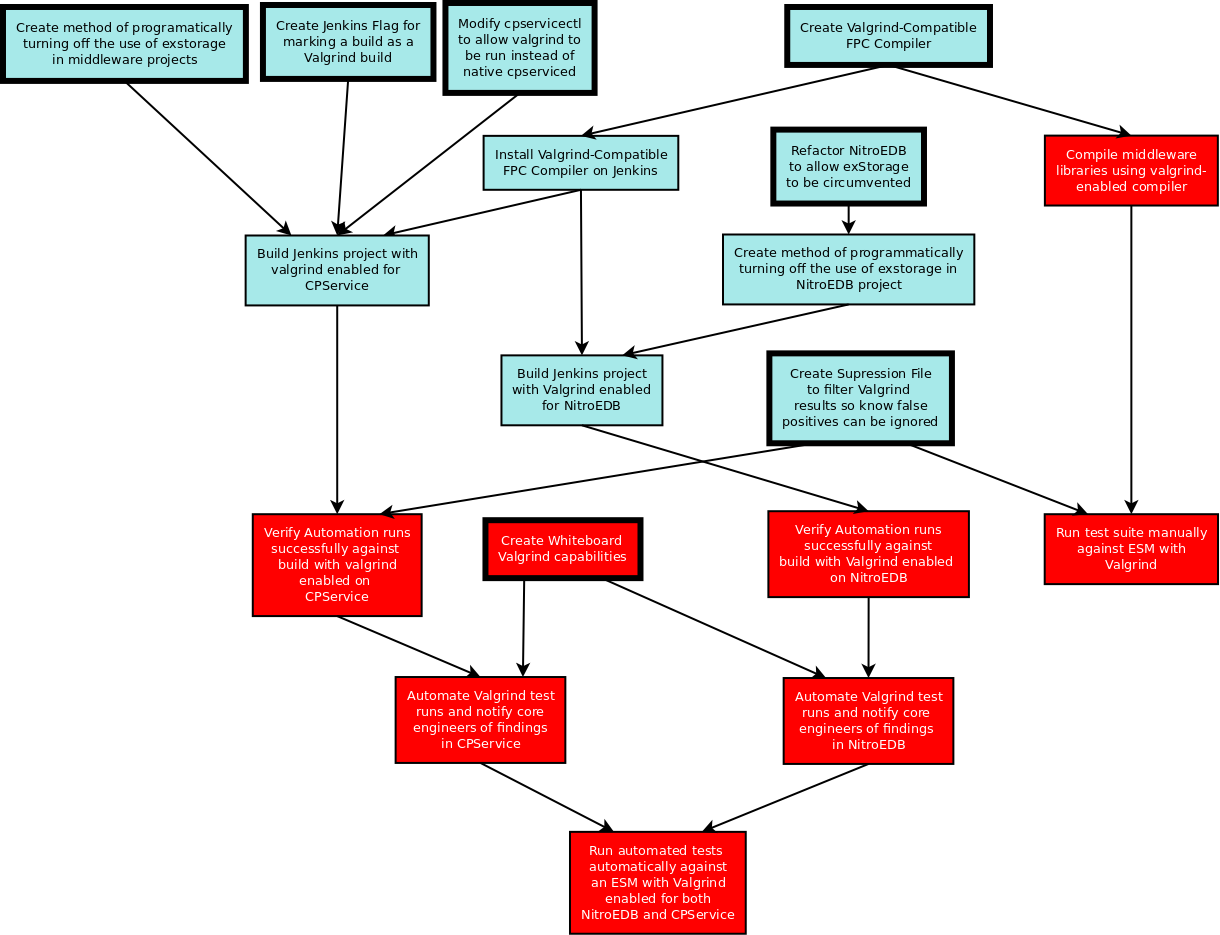 Create method of programatically
turning off the use of exstorage
in middleware projects
Create Jenkins Flag for
marking a build as a
Valgrind build
Modify cpservicectl
to allow valgrind to
be run instead of
native cpserviced
Create Valgrind-Compatible
FPC Compiler
Install Valgrind-Compatible
FPC Compiler on Jenkins
Refactor NitroEDB
to allow exStorage
to be circumvented
Compile middleware
libraries using valgrind-
enabled compiler
Build Jenkins project with
valgrind enabled for
CPService
Create method of programmatically
turning off the use of exstorage in
NitroEDB project
Build Jenkins project
with Valgrind enabled
for NitroEDB
Create Supression File
to filter Valgrind
results so know false
positives can be ignored
Verify Automation runs
successfully against
build with valgrind
enabled on
CPService
Create Whiteboard
Valgrind capabilities
Verify Automation runs
successfully against
build with Valgrind enabled
on NitroEDB
Run test suite manually
against ESM with
Valgrind
Automate Valgrind test
runs and notify core
engineers of findings
in CPService
Automate Valgrind test
runs and notify core
engineers of findings
in NitroEDB
Run automated tests
automatically against
an ESM with Valgrind
enabled for both
NitroEDB and CPService